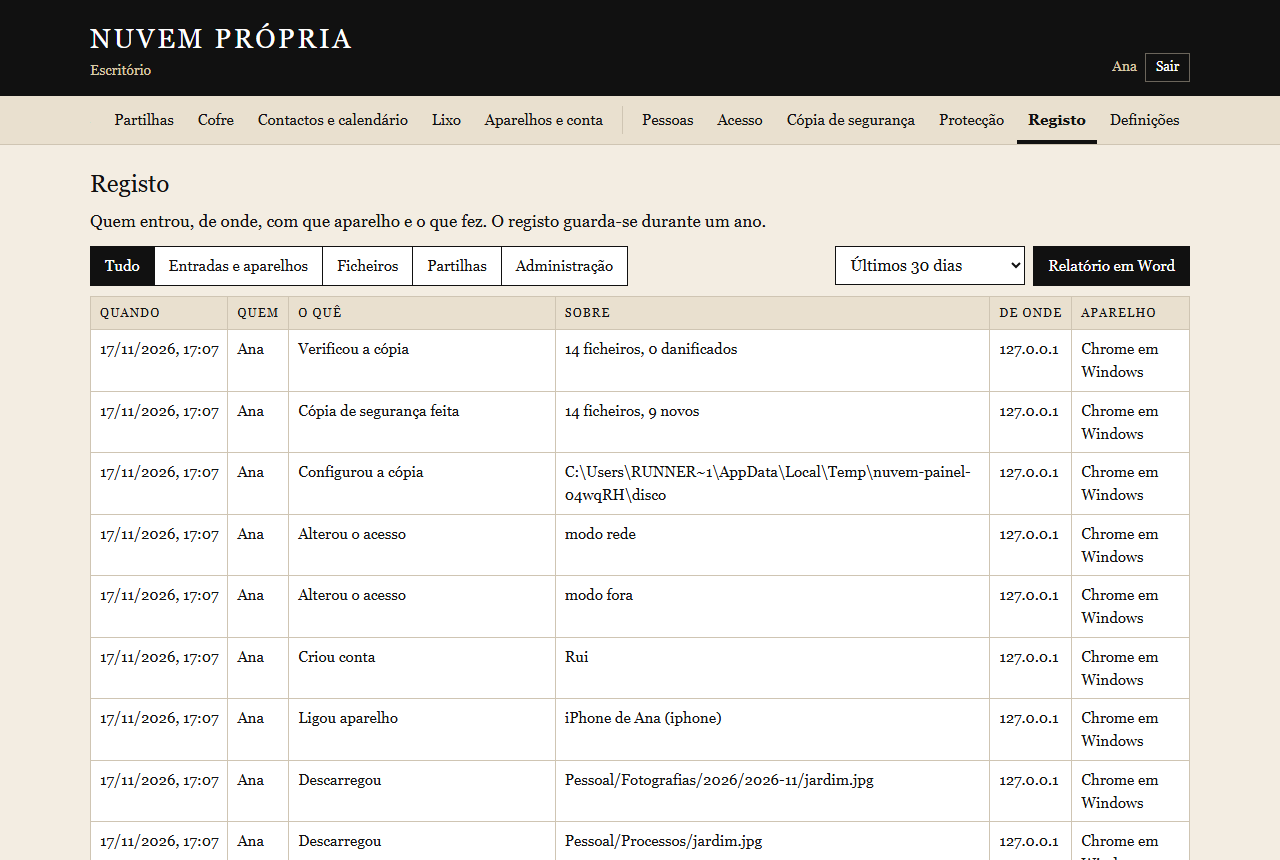 NUVEM PRÓPRIA
Escritório
Ana Sair
Partilhas Cofre Contactos e calendário Lixo Aparelhos e conta Pessoas Acesso Cópia de segurança Protecção Registo Definições
Registo
Quem entrou, de onde, com que aparelho e o que fez. O registo guarda-se durante um ano.
Tudo Entradas e aparelhos Ficheiros Partilhas Administração Últimos 30 dias Relatório em Word
QUANDO QUEM O QUÊ SOBRE DE ONDE APARELHO
17/11/2026, 17:07 Ana Verificou a cópia 14 ficheiros, 0 danificados 127.0.0.1 Chrome em
Windows
17/11/2026, 17:07 Ana Cópia de segurança feita 14 ficheiros, 9 novos 127.0.0.1 Chrome em
Windows
17/11/2026, 17:07 Ana Configurou a cópia C:\Users\RUNNER~1\AppData\Local\Temp\nuvem-painel- 127.0.0.1 Chrome em
04wqRH\disco Windows
17/11/2026, 17:07 Ana Alterou o acesso modo rede 127.0.0.1 Chrome em
Windows
17/11/2026, 17:07 Ana Alterou o acesso modo fora 127.0.0.1 Chrome em
Windows
17/11/2026, 17:07 Ana Criou conta Rui 127.0.0.1 Chrome em
Windows
17/11/2026, 17:07 Ana Ligou aparelho iPhone de Ana (iphone) 127.0.0.1 Chrome em
Windows
17/11/2026, 17:07 Ana Descarregou Pessoal/Fotografias/2026/2026-11/jardim.jpg 127.0.0.1 Chrome em
Windows
17/11/2026, 17:07 Ana Descarregou Pessoal/Processos/jardim.jpg 127.0.0.1 Chrome em